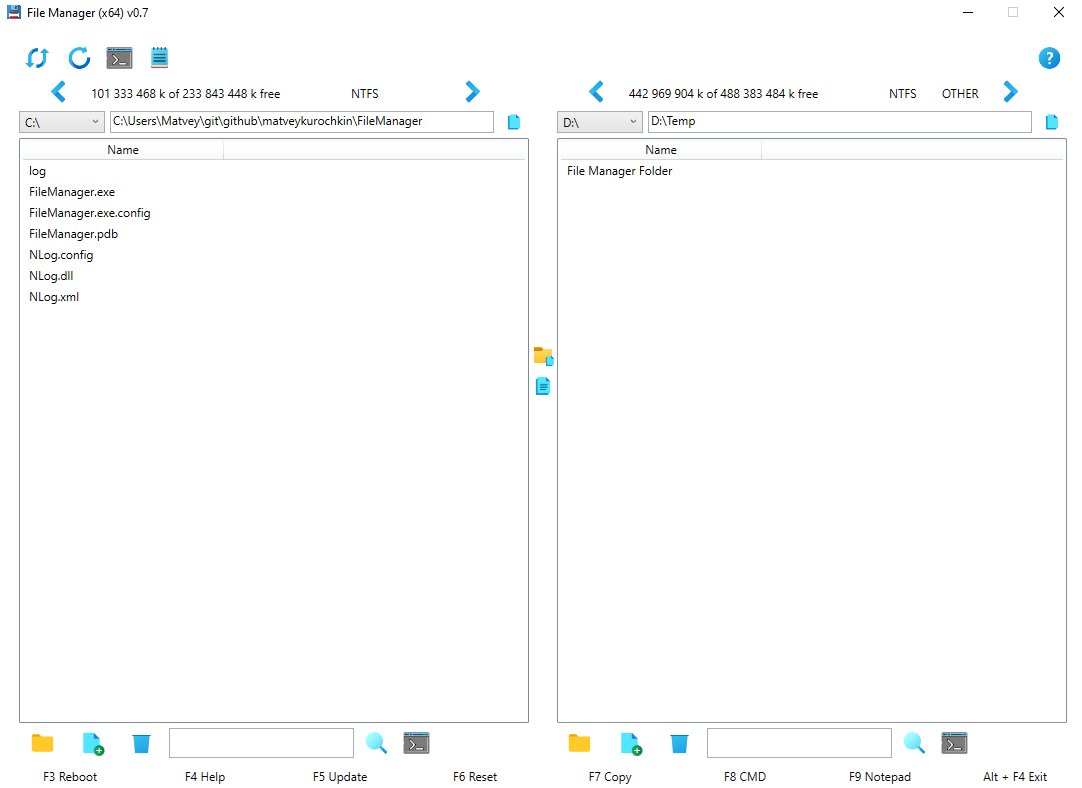 File Manager (x64) v0.7
101 333 468 k of 233 843 448 k free NTFS
442 969 904 k of 488 383 484 k free NTFS OTHER
C:\ C:\Users\Matvey\git\github\matveykurochkin\FileManager
D:\ D:\Temp
Name
log
FileManager.exe
FileManager.exe.config
FileManager.pdb
NLog.config
NLog.dll
NLog.xml
Name
File Manager Folder
F3 Reboot F4 Help F5 Update F6 Reset F7 Copy F8 CMD F9 Notepad Alt + F4 Exit